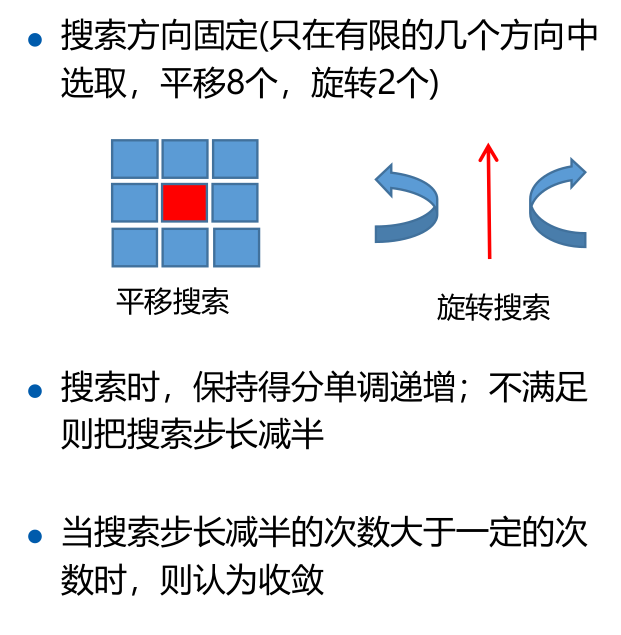 搜索方向固定(只在有限的几个方向中
选取，平移8个，旋转2个)
平移搜索
旋转搜索
搜索时，保持得分单调递增；不满足
则把搜索步长减半
当搜索步长减半的次数大于一定的次
数时，则认为收敛